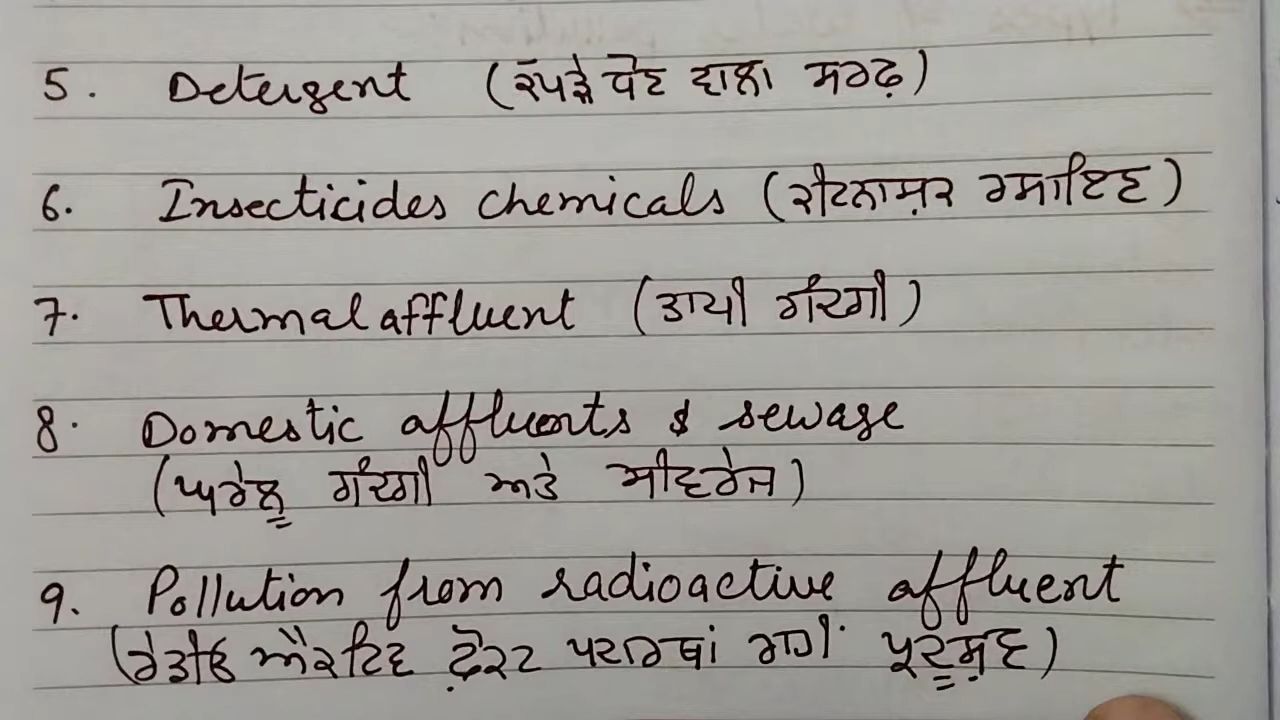 5. Detergent (ਕੱਪੜੇ ਧੋਣ ਵਾਲਾ ਸਰਫ਼)
6. Insecticides chemicals (ਕੀਟਨਾਸ਼ਕ ਰਸਾਇਣ)
7. Thermal affluent (ਤਾਪੀ ਗੰਦਗੀ)
8. Domestic affluents & sewage
(ਘਰੇਲੂ ਗੰਦਗੀ ਅਤੇ ਸੀਵਰੇਜ)
9. Pollution from radioactive affluent
(ਰੇਡੀਓ ਐਕਟਿਵ ਫੋਕਟ ਪਦਾਰਥਾਂ ਰਾਹੀਂ ਪ੍ਰਦੂਸ਼ਣ)